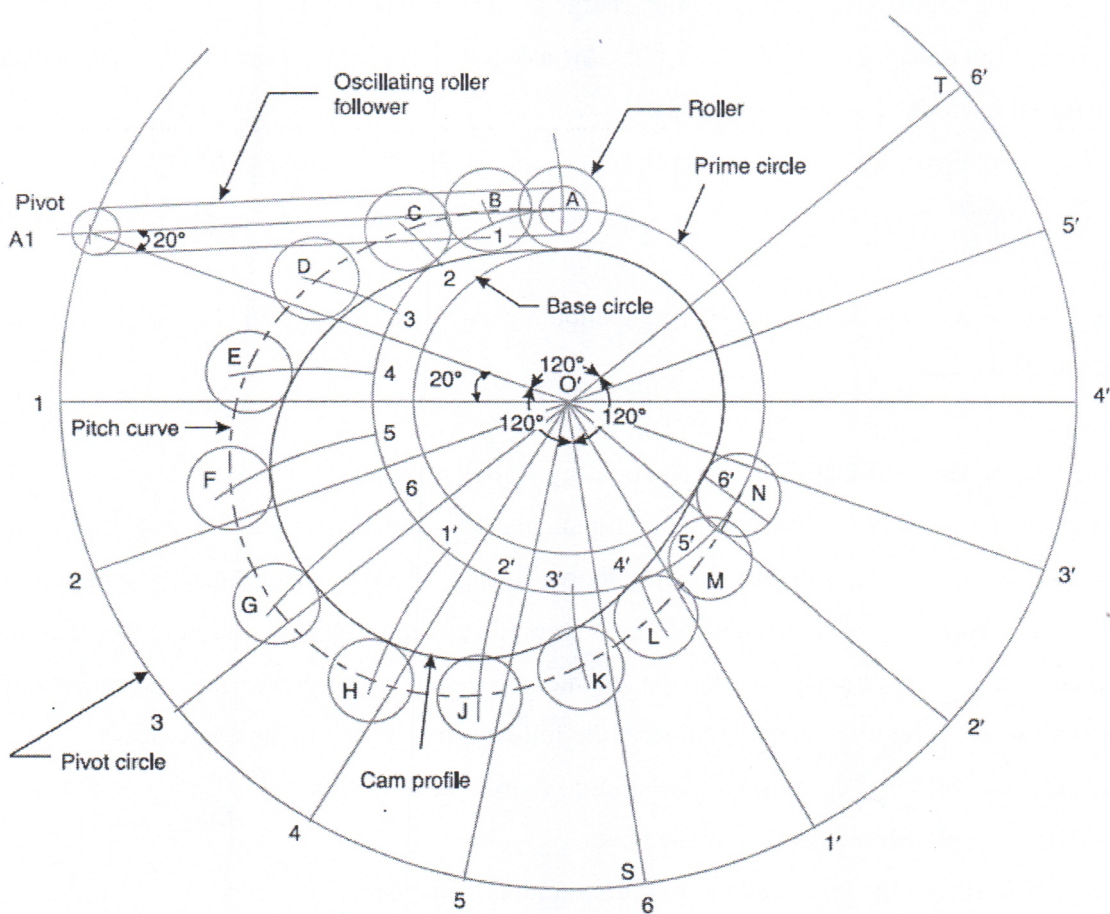 T
6′
Oscillating roller
follower
Roller
Prime circle
5′
Pivot
A1
20°
C
B
A
1
2
D
3
Base circle
E
4
20°
120°
O′
120°
120°
1
4′
Pitch curve
5
F
6
6′
N
1′
5′
2′
3′
4′
M
2
3′
G
L
H
J
K
3
2′
Pivot circle
Cam profile
4
1′
S
5
6